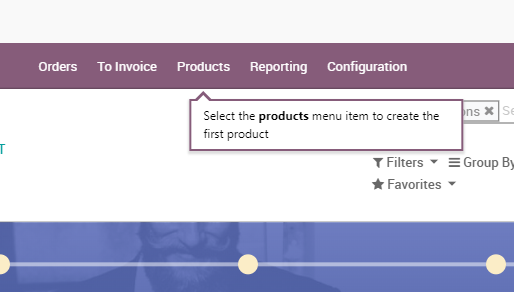 Orders To Invoice Products Reporting Configuration
Select the products menu item to create the
first product
ons ✖ Se
T
Filters Group By
Favorites